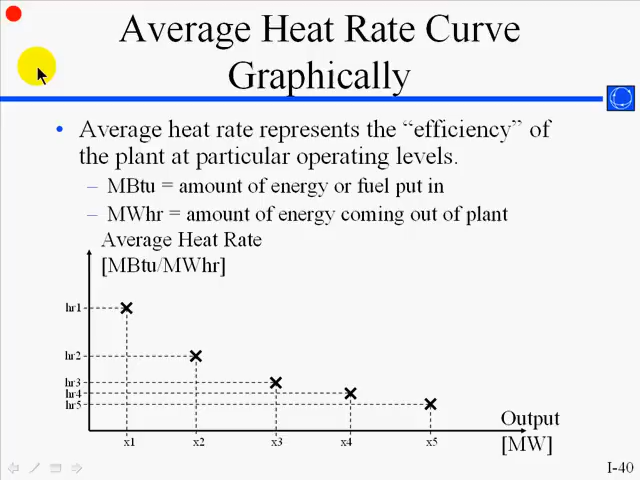 Average Heat Rate Curve
Graphically
• Average heat rate represents the “efficiency” of
the plant at particular operating levels.
– MBtu = amount of energy or fuel put in
– MWhr = amount of energy coming out of plant
Average Heat Rate
[MBtu/MWhr]
hr1
hr2
hr3
hr4
hr5
x1 x2 x3 x4 x5
Output
[MW]
I-40